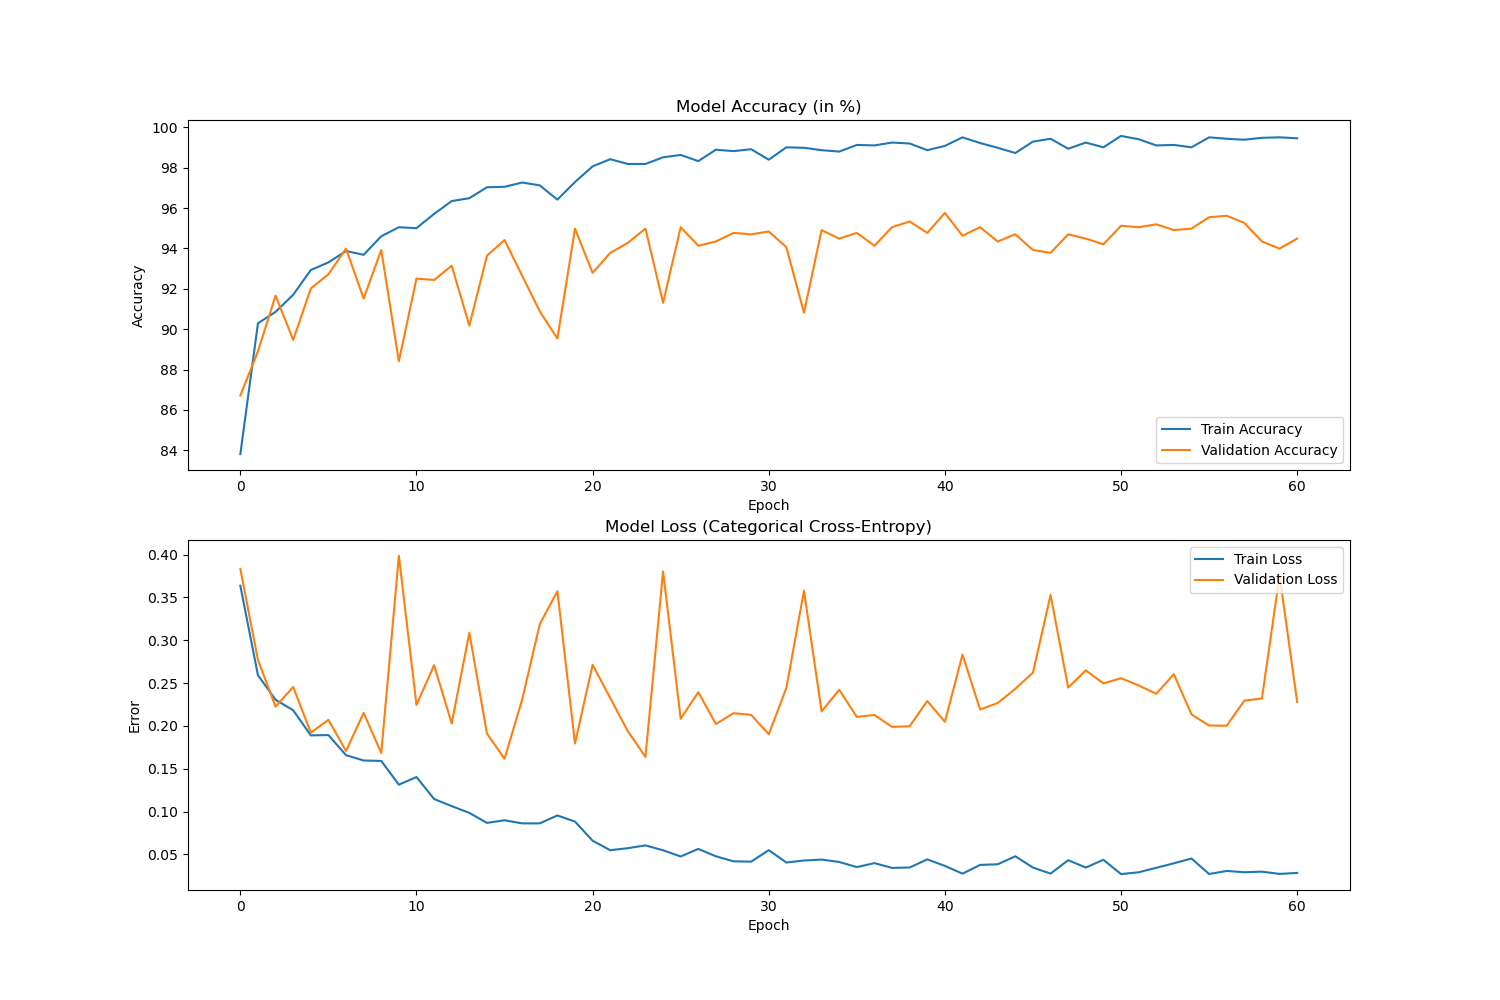 Model Accuracy (in %)
100
98
96
94
92
90
88
86
84
Accuracy
Train Accuracy
Validation Accuracy
0 10 20 30 40 50 60
Epoch
Model Loss (Categorical Cross-Entropy)
0.40
0.35
0.30
0.25
0.20
0.15
0.10
0.05
Error
Train Loss
Validation Loss
0 10 20 30 40 50 60
Epoch